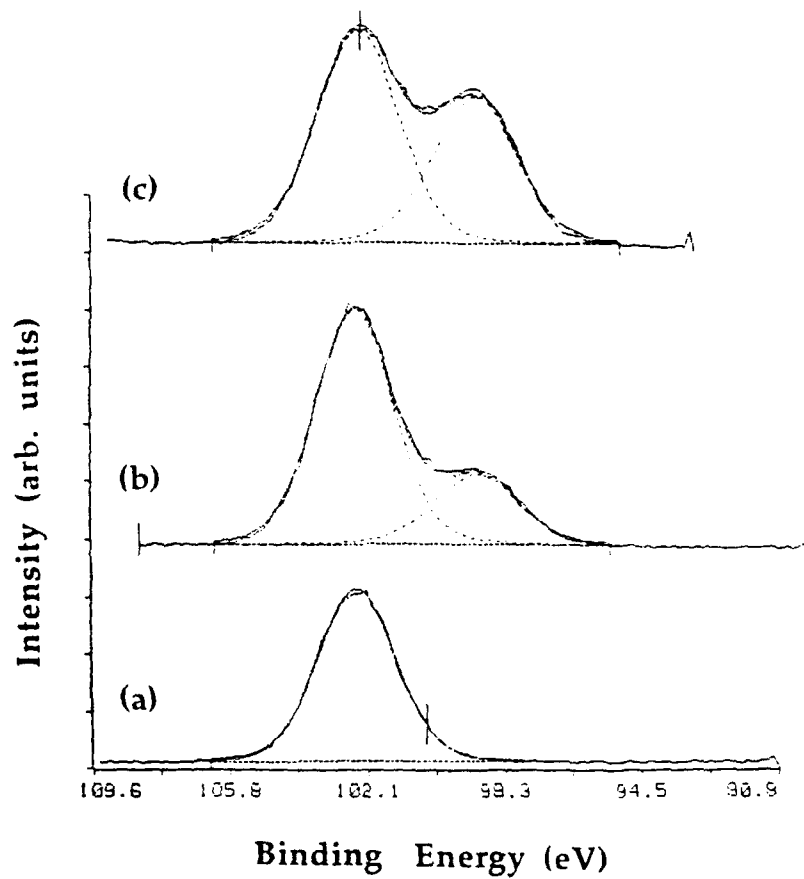 (c)
(b)
(a)
Intensity (arb. units)
109.6 105.8 102.1 98.3 94.5 90.9
Binding Energy (eV)